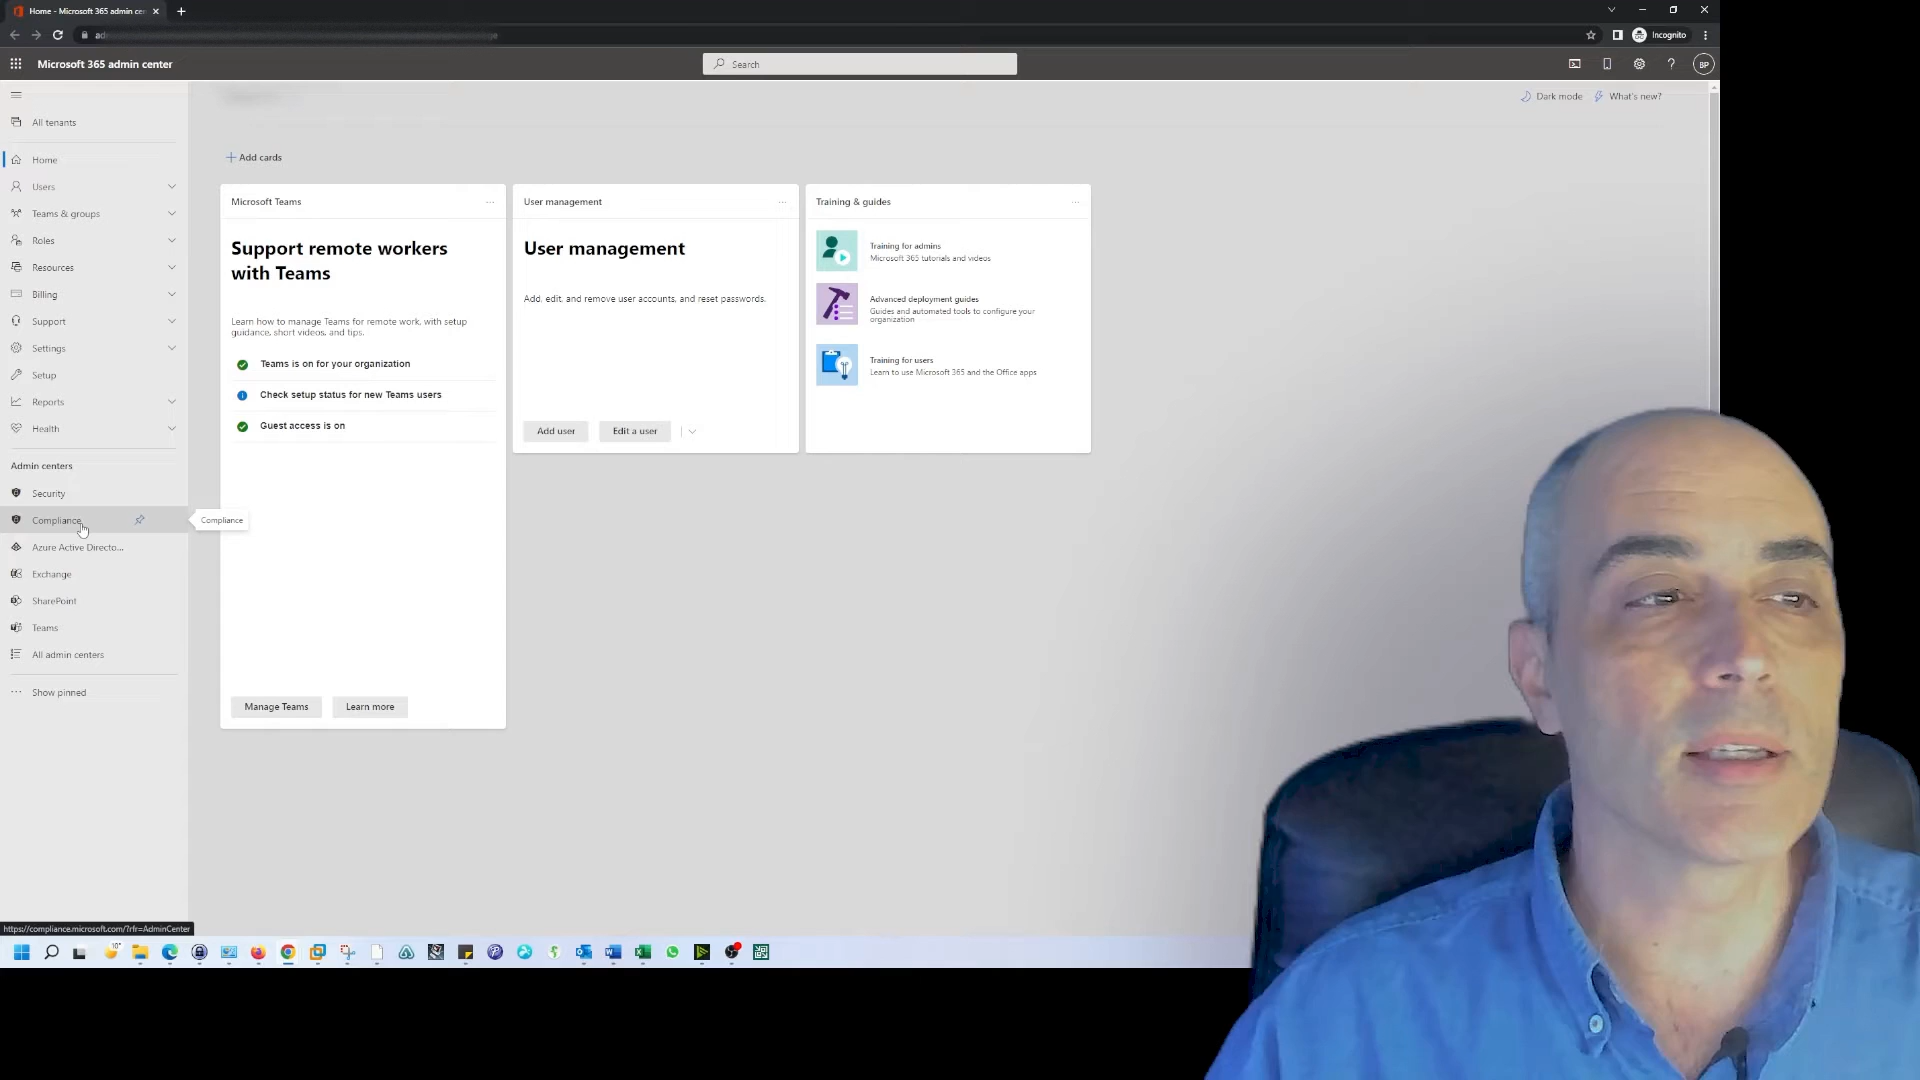 Home - Microsoft 365 admin cen
Incognito
Microsoft 365 admin center
Search
BP
Dark mode
What's new?
All tenants
Home
Users
Teams & groups
Roles
Resources
Billing
Support
Settings
Setup
Reports
Health
Admin centers
Security
Compliance
Compliance
Azure Active Directo...
Exchange
SharePoint
Teams
All admin centers
Show pinned
Add cards
Microsoft Teams
Support remote workers
with Teams
Learn how to manage Teams for remote work, with setup
guidance, short videos, and tips.
Teams is on for your organization
Check setup status for new Teams users
Guest access is on
Manage Teams
Learn more
User management
User management
Add, edit, and remove user accounts, and reset passwords.
Add user
Edit a user
Training & guides
Training for admins
Microsoft 365 tutorials and videos
Advanced deployment guides
Guides and automated tools to configure your
organization
Training for users
Learn to use Microsoft 365 and the Office apps
https://compliance.microsoft.com/?rfr=AdminCenter
10°